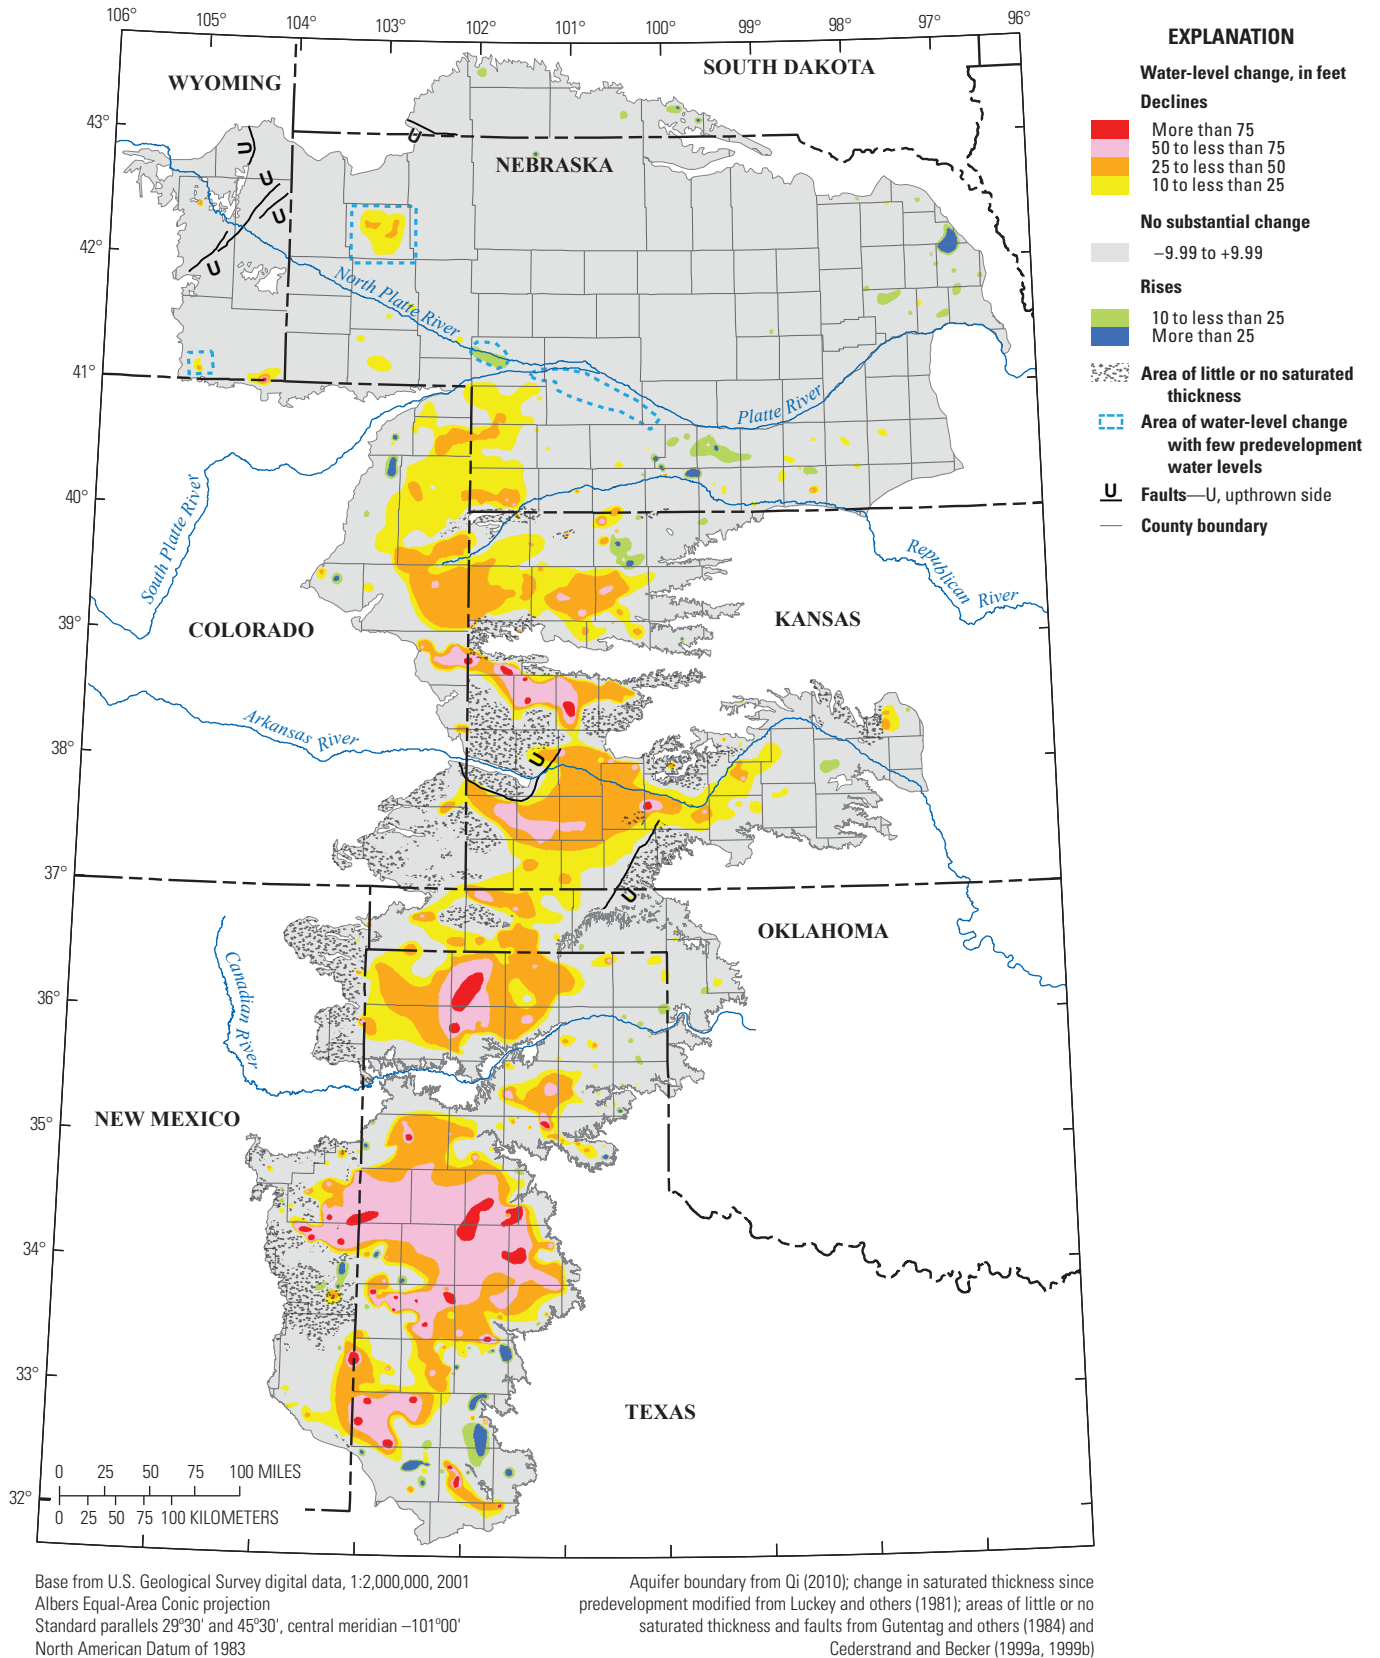 106°
105°
104°
103°
102°
101°
100°
99°
98°
97°
96°
WYOMING
SOUTH DAKOTA
43°
U
NEBRASKA
U
U
U
42°
U
North Platte River
41°
Platte River
40°
South Platte River
Republican
River
39°
COLORADO
KANSAS
Arkansas River
38°
U
37°
U
OKLAHOMA
Canadian River
36°
NEW MEXICO
35°
34°
33°
TEXAS
0 25 50 75 100 MILES
32°
0 25 50 75 100 KILOMETERS
EXPLANATION
Water-level change, in feet
Declines
More than 75
50 to less than 75
25 to less than 50
10 to less than 25
No substantial change
−9.99 to +9.99
Rises
10 to less than 25
More than 25
Area of little or no saturated
thickness
Area of water-level change
with few predevelopment
water levels
U Faults—U, upthrown side
County boundary
Base from U.S. Geological Survey digital data, 1:2,000,000, 2001
Albers Equal-Area Conic projection
Standard parallels 29°30' and 45°30', central meridian –101°00'
North American Datum of 1983
Aquifer boundary from Qi (2010); change in saturated thickness since
predevelopment modified from Luckey and others (1981); areas of little or no
saturated thickness and faults from Gutentag and others (1984) and
Cederstrand and Becker (1999a, 1999b)